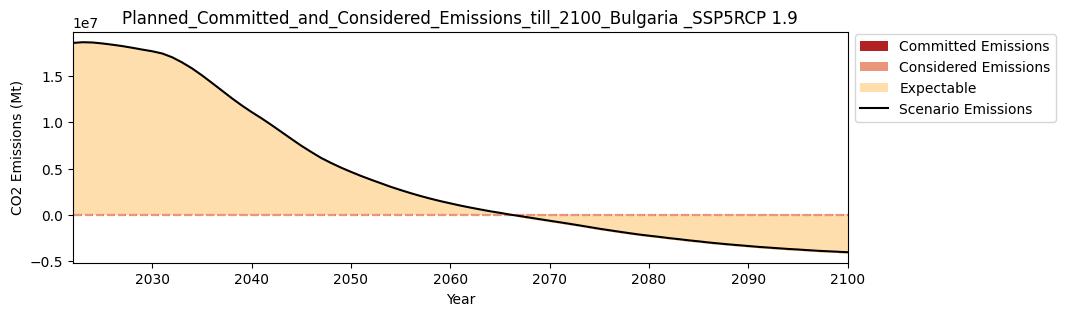 Planned_Committed_and_Considered_Emissions_till_2100_Bulgaria _SSP5RCP 1.9
1e7
1.5
1.0
0.5
0.0
−0.5
CO2 Emissions (Mt)
2030 2040 2050 2060 2070 2080 2090 2100
Year
Committed Emissions
Considered Emissions
Expectable
Scenario Emissions